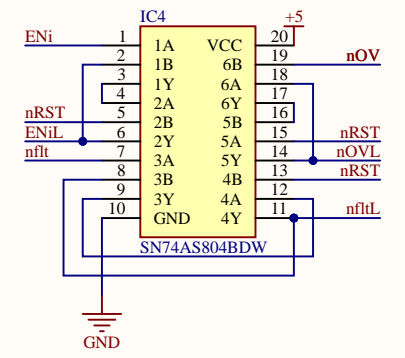 IC4
+5
ENi 1 1A VCC 20
2 1B 6B 19 nOV
3 1Y 6A 18
4 2A 6Y 17
nRST 5 2B 5B 16
ENiL 6 2Y 5A 15 nRST
nflt 7 3A 5Y 14 nOVL
8 3B 4B 13 nRST
9 3Y 4A 12
10 GND 4Y 11 nfltL
SN74AS804BDW
GND